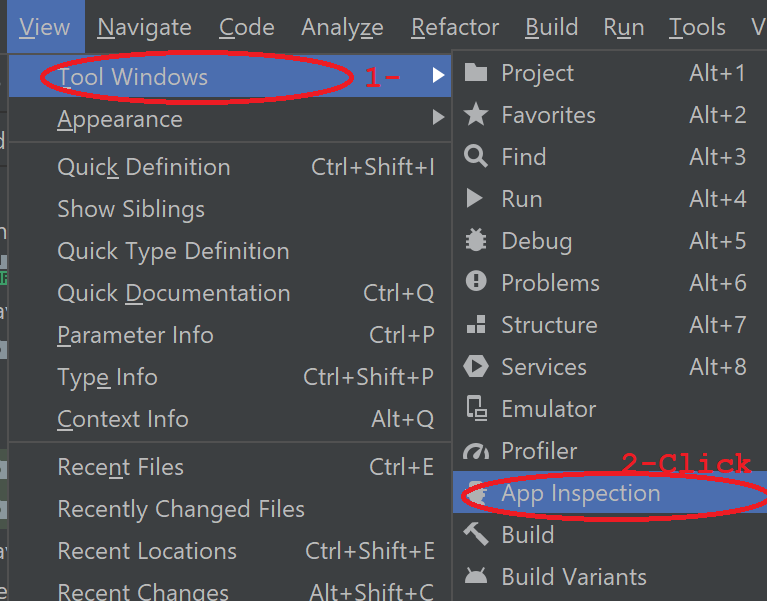 View Navigate Code Analyze Refactor Build Run Tools V
Tool Windows 1-
Appearance
Quick Definition Ctrl+Shift+I
Show Siblings
Quick Type Definition
Quick Documentation Ctrl+Q
Parameter Info Ctrl+P
Type Info Ctrl+Shift+P
Context Info Alt+Q
Recent Files Ctrl+E
Recently Changed Files
Recent Locations Ctrl+Shift+E
Recent Changes Alt+Shift+C
Project Alt+1
Favorites Alt+2
Find Alt+3
Run Alt+4
Debug Alt+5
Problems Alt+6
Structure Alt+7
Services Alt+8
Emulator
Profiler
2-Click
App Inspection
Build
Build Variants